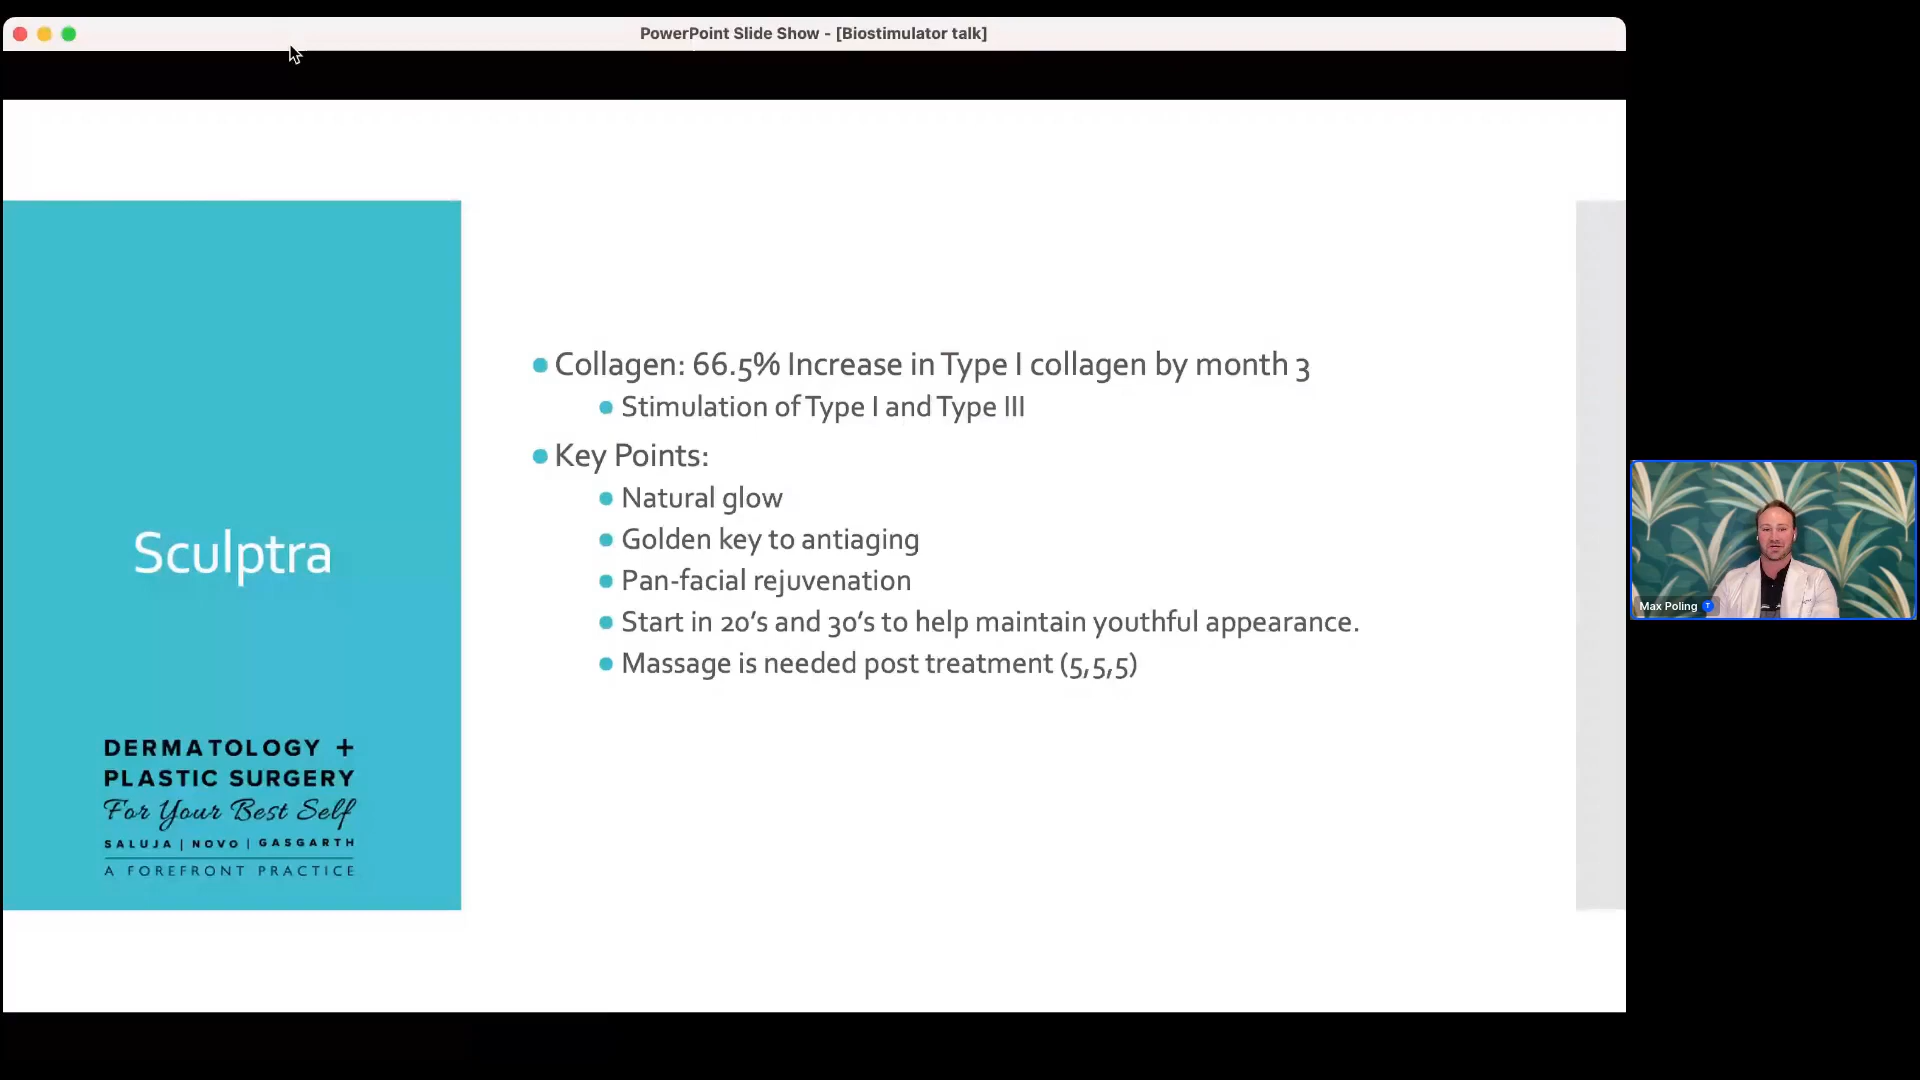 PowerPoint Slide Show - [Biostimulator talk]
Sculptra
DERMATOLOGY +
PLASTIC SURGERY
For Your Best Self
SALUJA | NOVO | GASGARTH
A FOREFRONT PRACTICE
Collagen: 66.5% Increase in Type I collagen by month 3
Stimulation of Type I and Type III
Key Points:
Natural glow
Golden key to antiaging
Pan-facial rejuvenation
Start in 20's and 30's to help maintain youthful appearance.
Massage is needed post treatment (5,5,5)
Max Poling